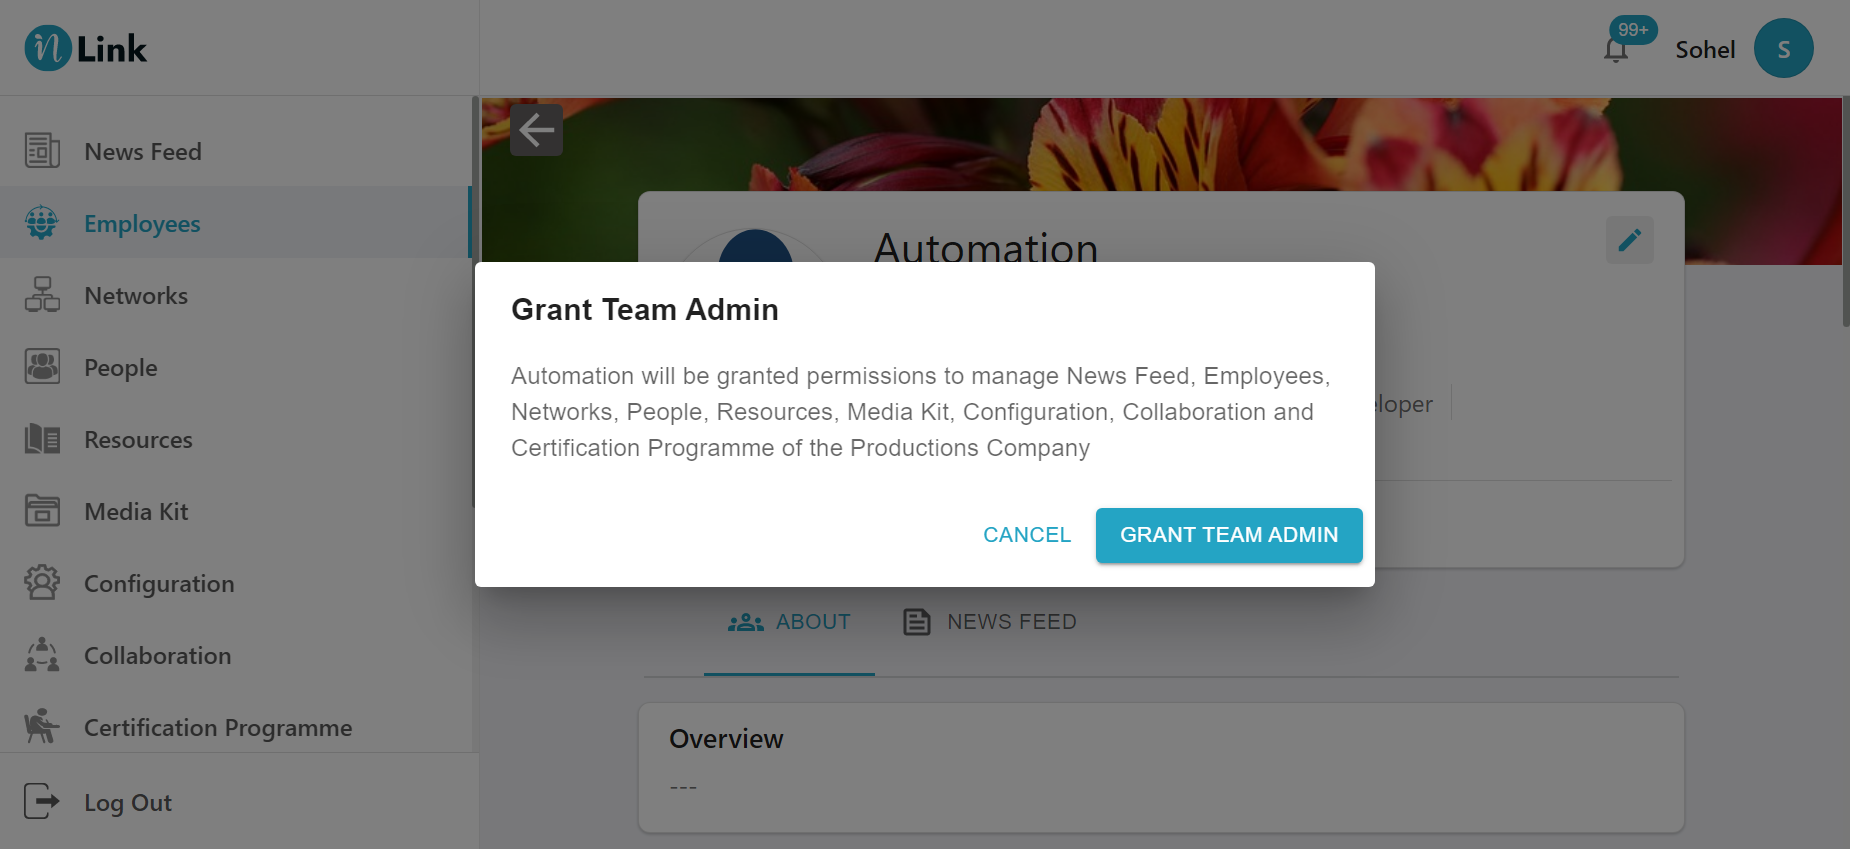 n Link
99+
Sohel
S
News Feed
Employees
Networks
People
Resources
Media Kit
Configuration
Collaboration
Certification Programme
Log Out
Automation
Grant Team Admin
Automation will be granted permissions to manage News Feed, Employees,
Networks, People, Resources, Media Kit, Configuration, Collaboration and
Certification Programme of the Productions Company
CANCEL
GRANT TEAM ADMIN
ABOUT
NEWS FEED
Overview
---